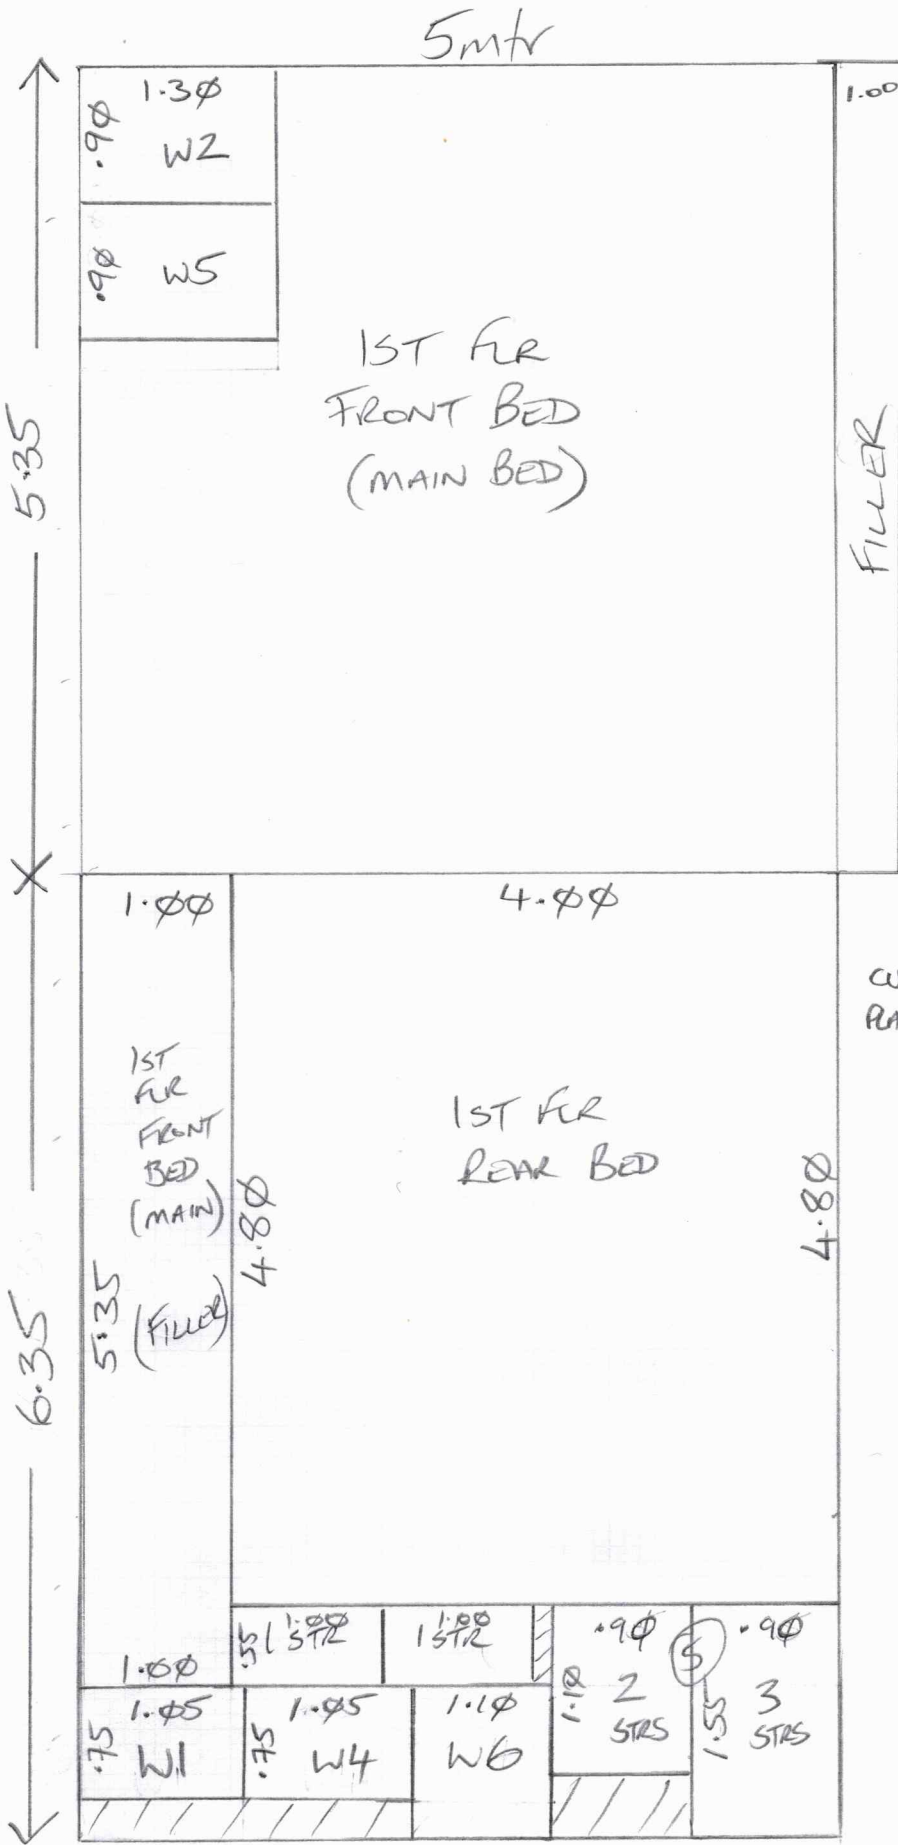 5mtr
1.30
.90
W2
1.00
.90
W5
1ST FLR
FRONT BED
(MAIN BED)
5.35
FILLER
1.00
4.00
1ST
FLR
FRONT
BED
(MAIN)
(FILLER)
5.35
4.80
1ST FLR
REAR BED
4.80
6.35
1.00
.55
1.00
1 STR
1.00
1 STR
.90
1.10
2
STRS
S
.90
1.55
3
STRS
1.05
.75
W1
1.05
.75
W4
1.10
W6